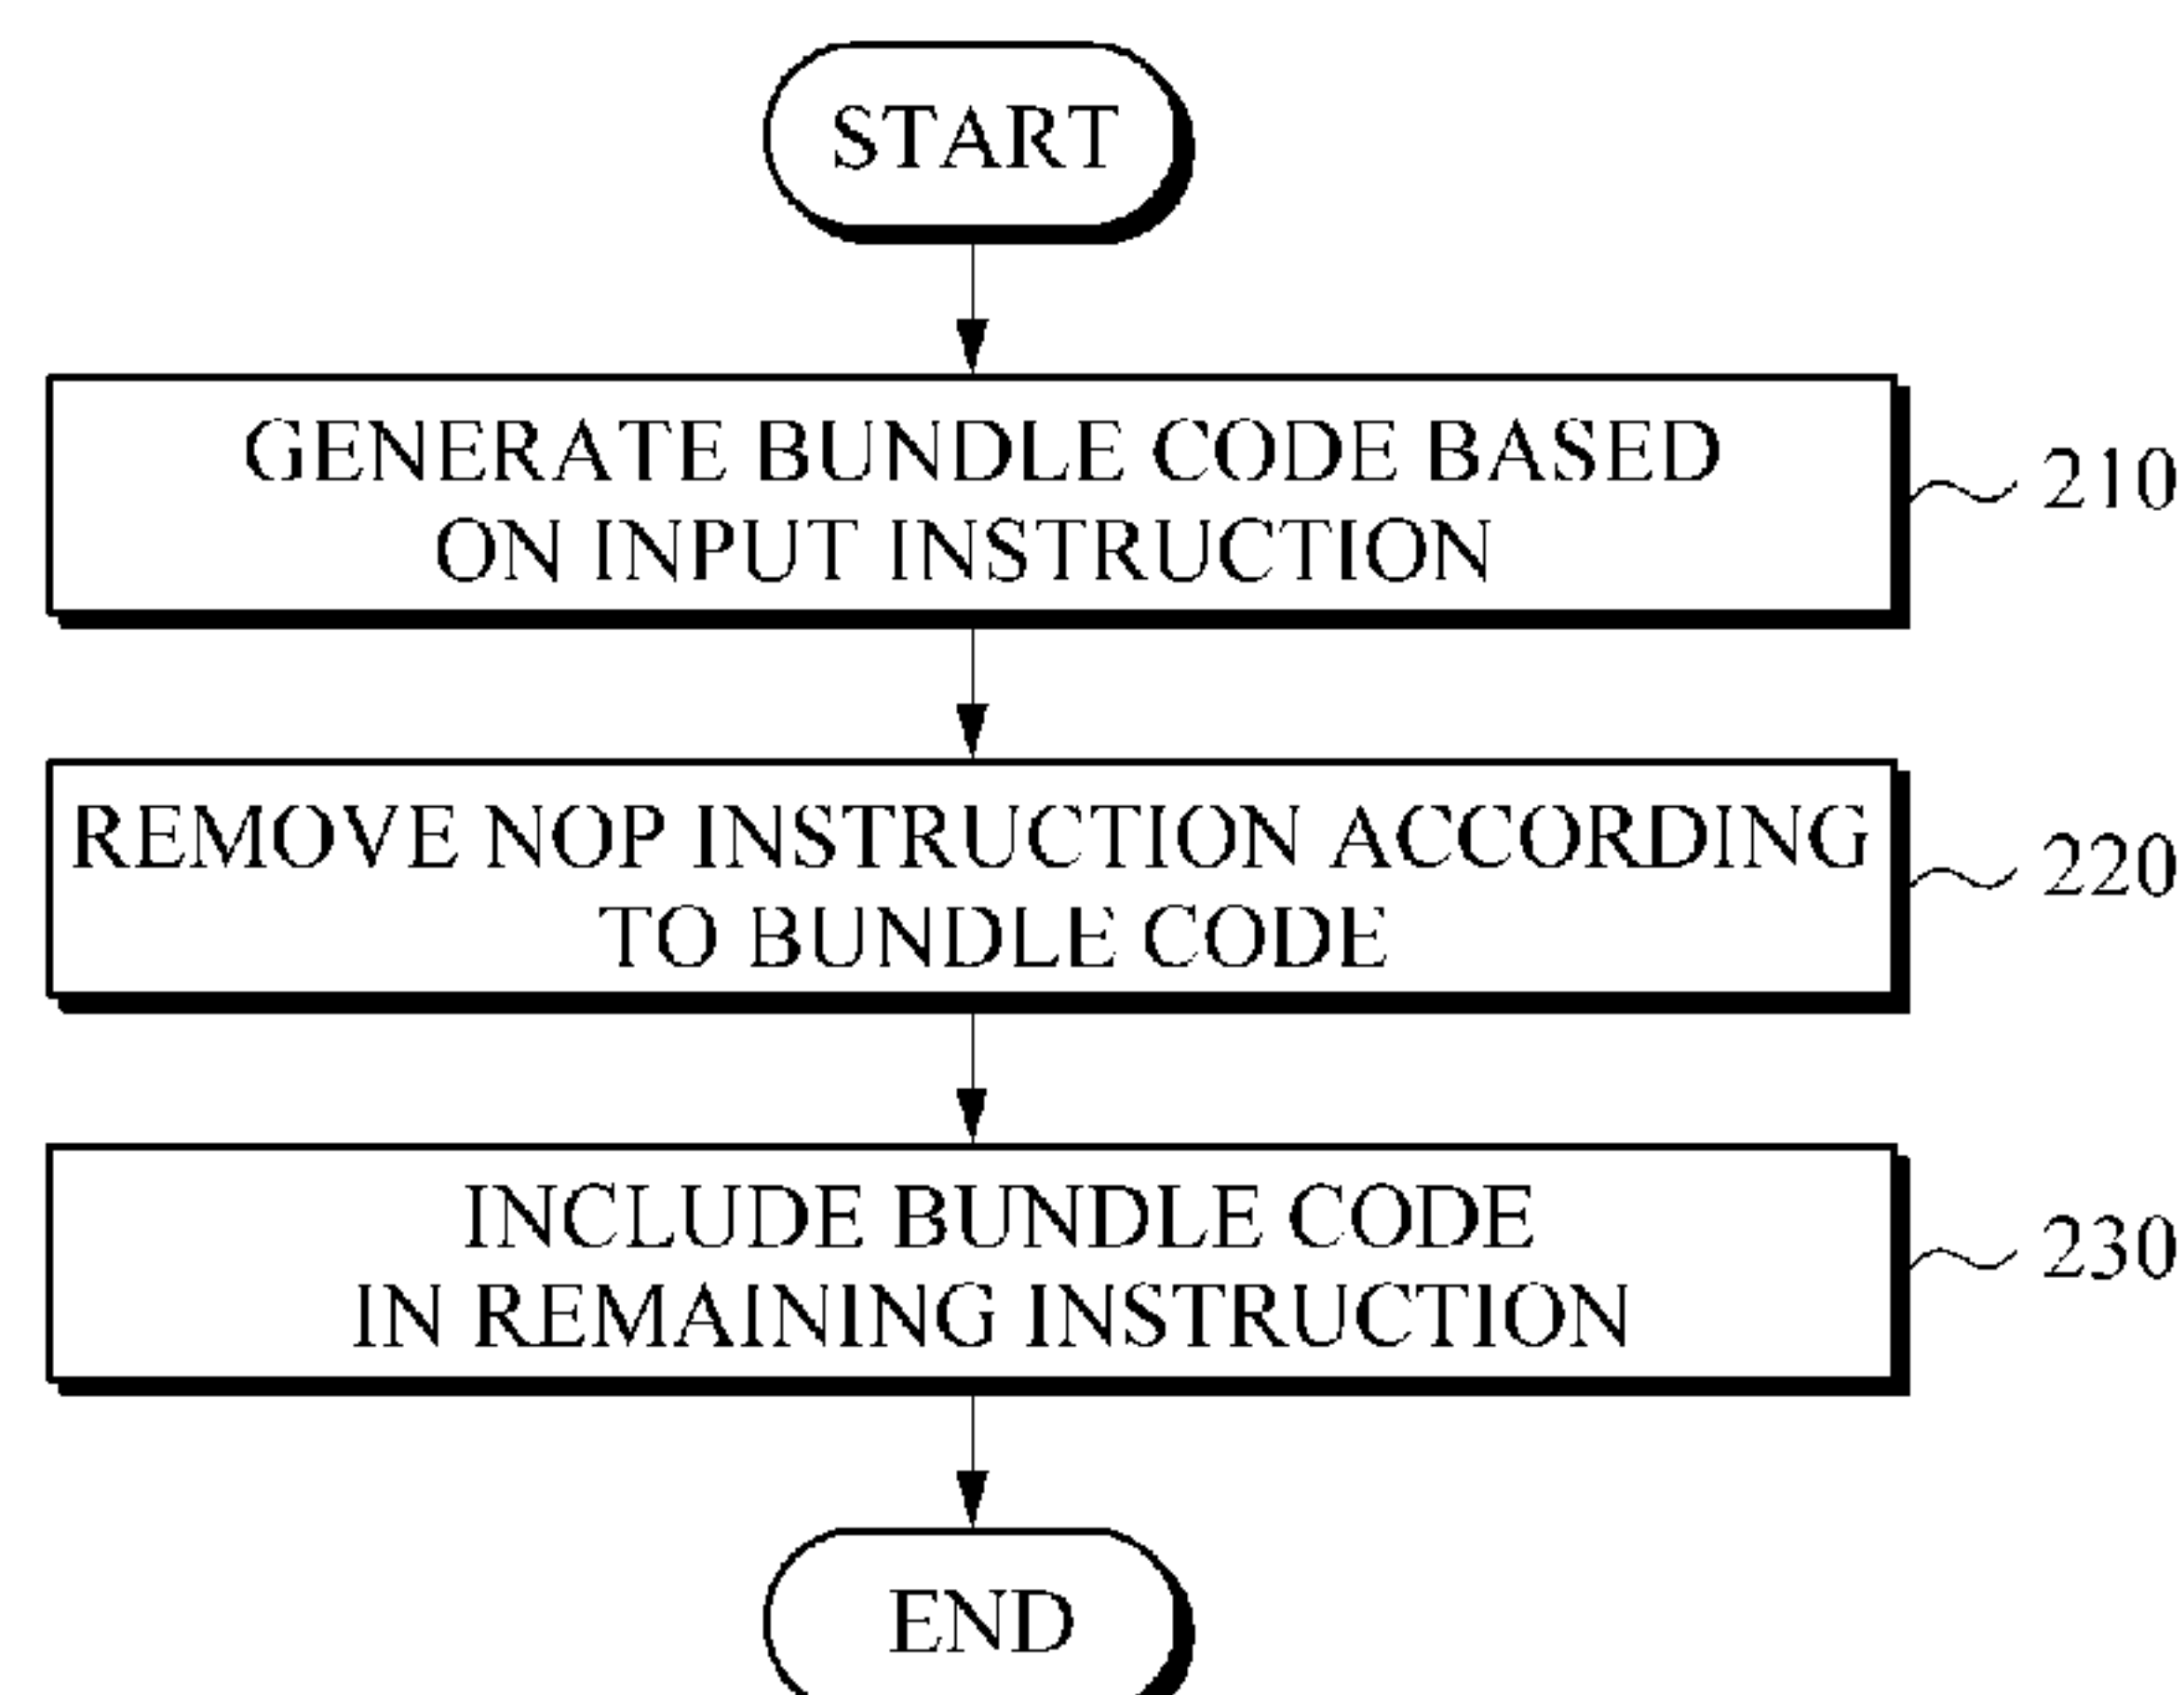 START
GENERATE BUNDLE CODE BASED
ON INPUT INSTRUCTION
210
REMOVE NOP INSTRUCTION ACCORDING
TO BUNDLE CODE
220
INCLUDE BUNDLE CODE
IN REMAINING INSTRUCTION
230
END